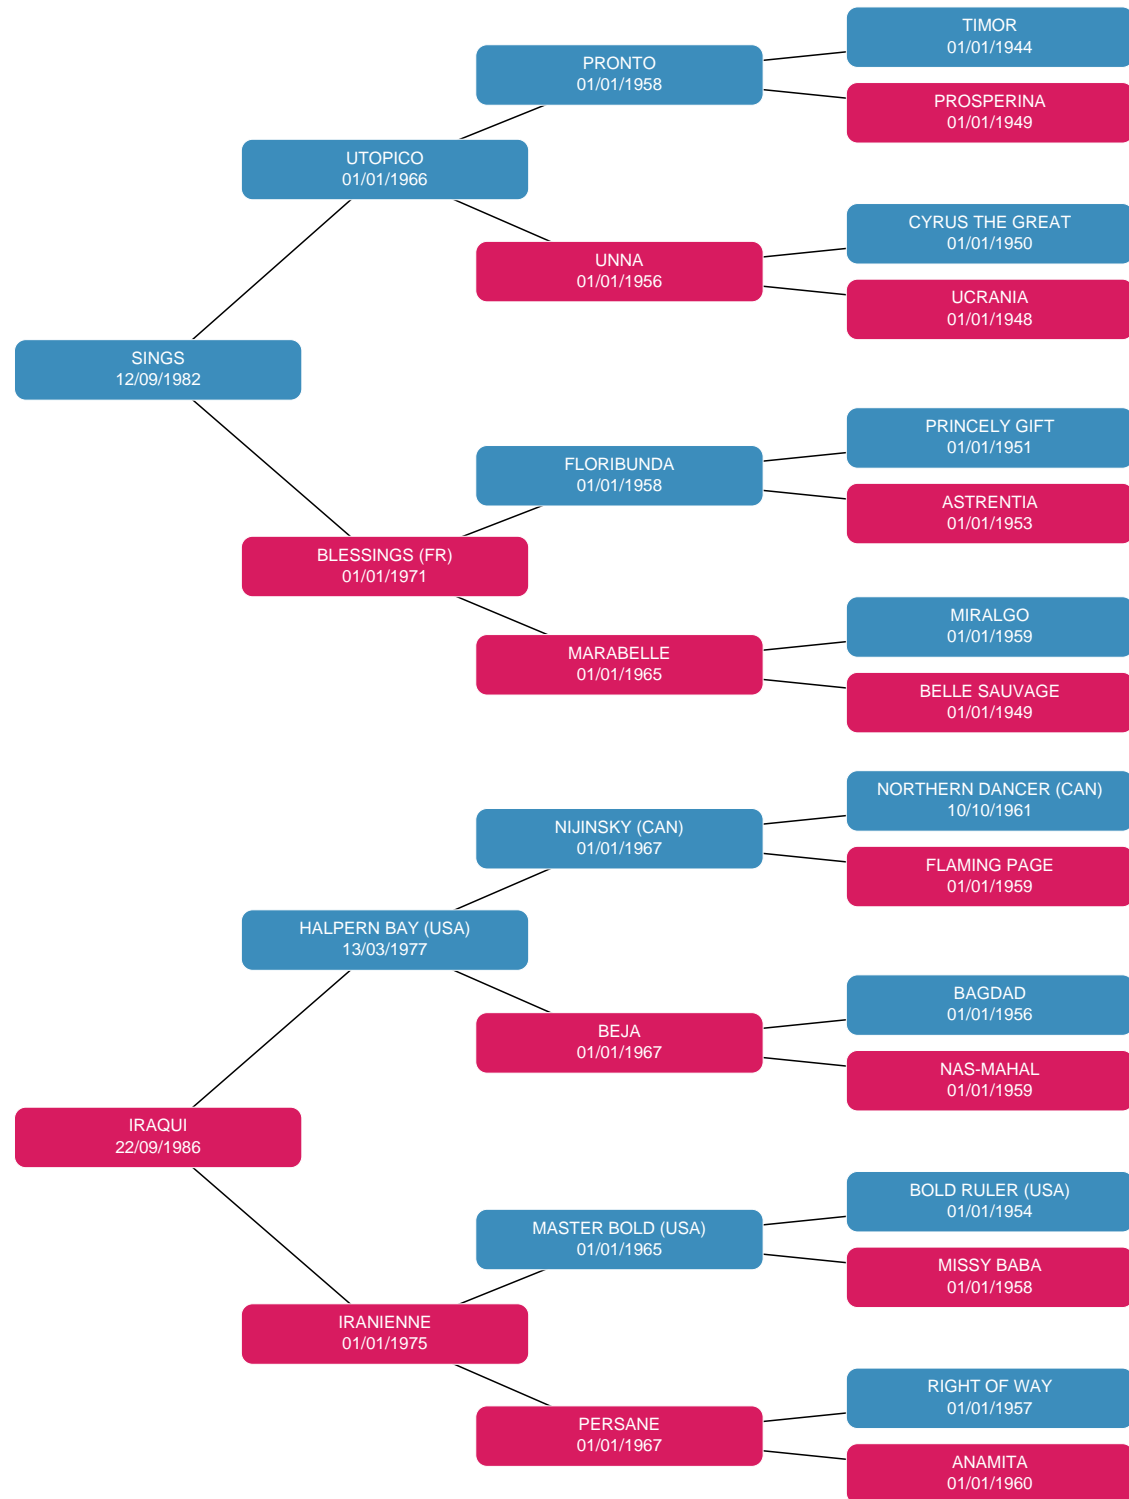 TIMOR
01/01/1944
PRONTO
01/01/1958
PROSPERINA
01/01/1949
UTOPICO
01/01/1966
CYRUS THE GREAT
01/01/1950
UNNA
01/01/1956
UCRANIA
01/01/1948
SINGS
12/09/1982
PRINCELY GIFT
01/01/1951
FLORIBUNDA
01/01/1958
ASTRENTIA
01/01/1953
BLESSINGS (FR)
01/01/1971
MIRALGO
01/01/1959
MARABELLE
01/01/1965
BELLE SAUVAGE
01/01/1949
NORTHERN DANCER (CAN)
10/10/1961
NIJINSKY (CAN)
01/01/1967
FLAMING PAGE
01/01/1959
HALPERN BAY (USA)
13/03/1977
BAGDAD
01/01/1956
BEJA
01/01/1967
NAS-MAHAL
01/01/1959
IRAQUI
22/09/1986
BOLD RULER (USA)
01/01/1954
MASTER BOLD (USA)
01/01/1965
MISSY BABA
01/01/1958
IRANIENNE
01/01/1975
RIGHT OF WAY
01/01/1957
PERSANE
01/01/1967
ANAMITA
01/01/1960